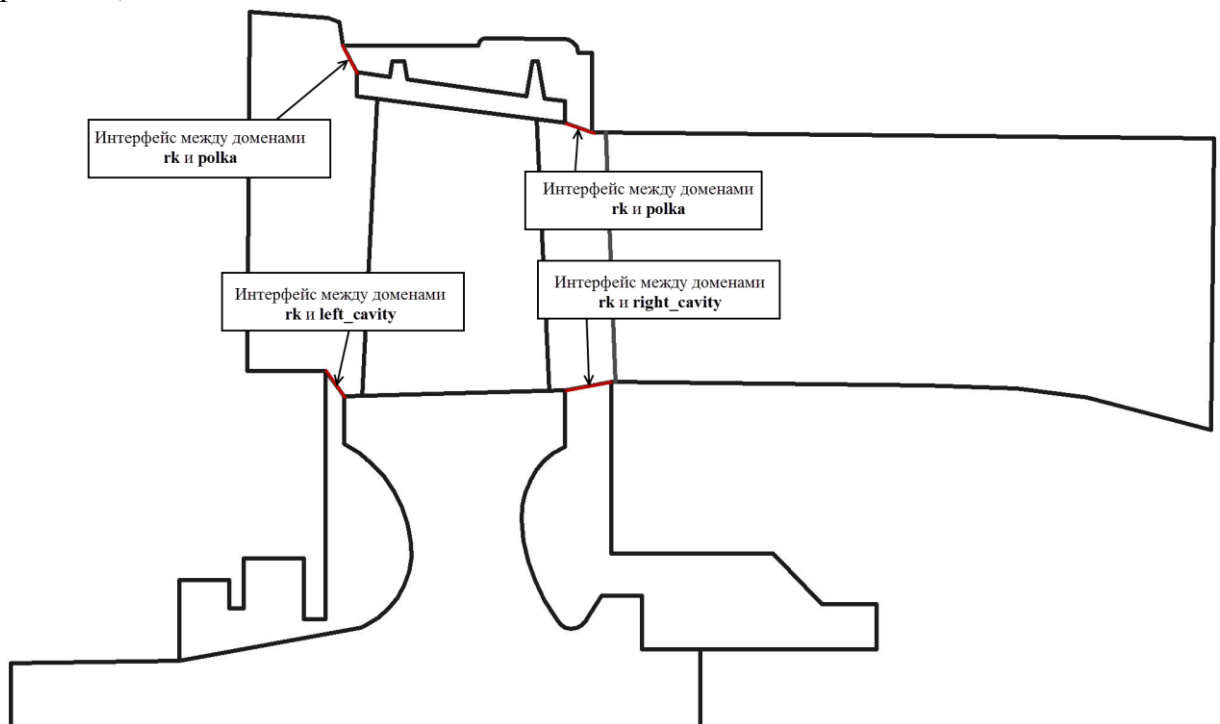 Интерфейс между доменами
rk и polka
Интерфейс между доменами
rk и polka
Интерфейс между доменами
rk и left_cavity
Интерфейс между доменами
rk и right_cavity